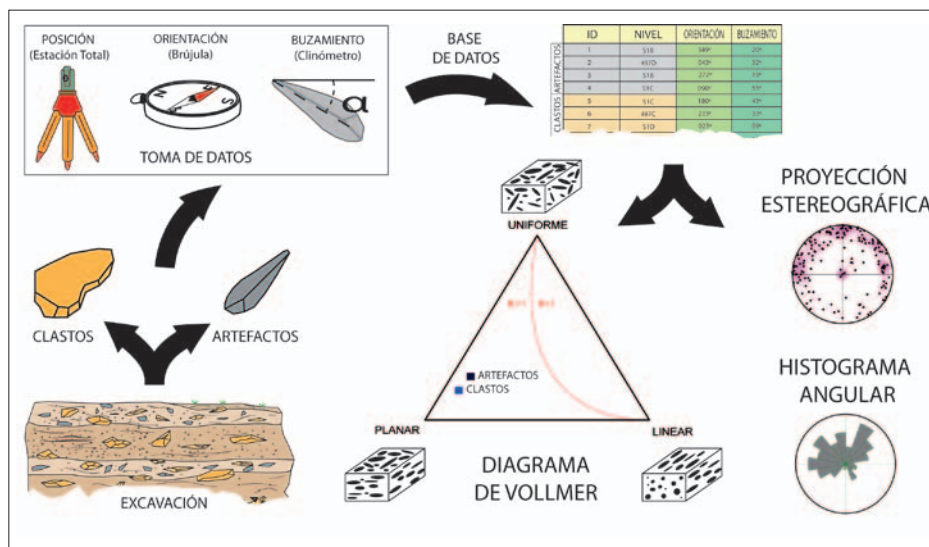 POSICIÓN
(Estación Total)
ORIENTACIÓN
(Brújula)
BUZAMIENTO
(Clinómetro)
N
S
α
TOMA DE DATOS
BASE
DE DATOS
ID NIVEL ORIENTACIÓN BUZAMIENTO
ARTEFACTOS
CLASTOS
1
2
3
4
5
6
7
CLASTOS
ARTEFACTOS
EXCAVACIÓN
UNIFORME
ARTEFACTOS
CLASTOS
PLANAR
LINEAR
DIAGRAMA
DE VOLLMER
PROYECCIÓN
ESTEREOGRÁFICA
HISTOGRAMA
ANGULAR